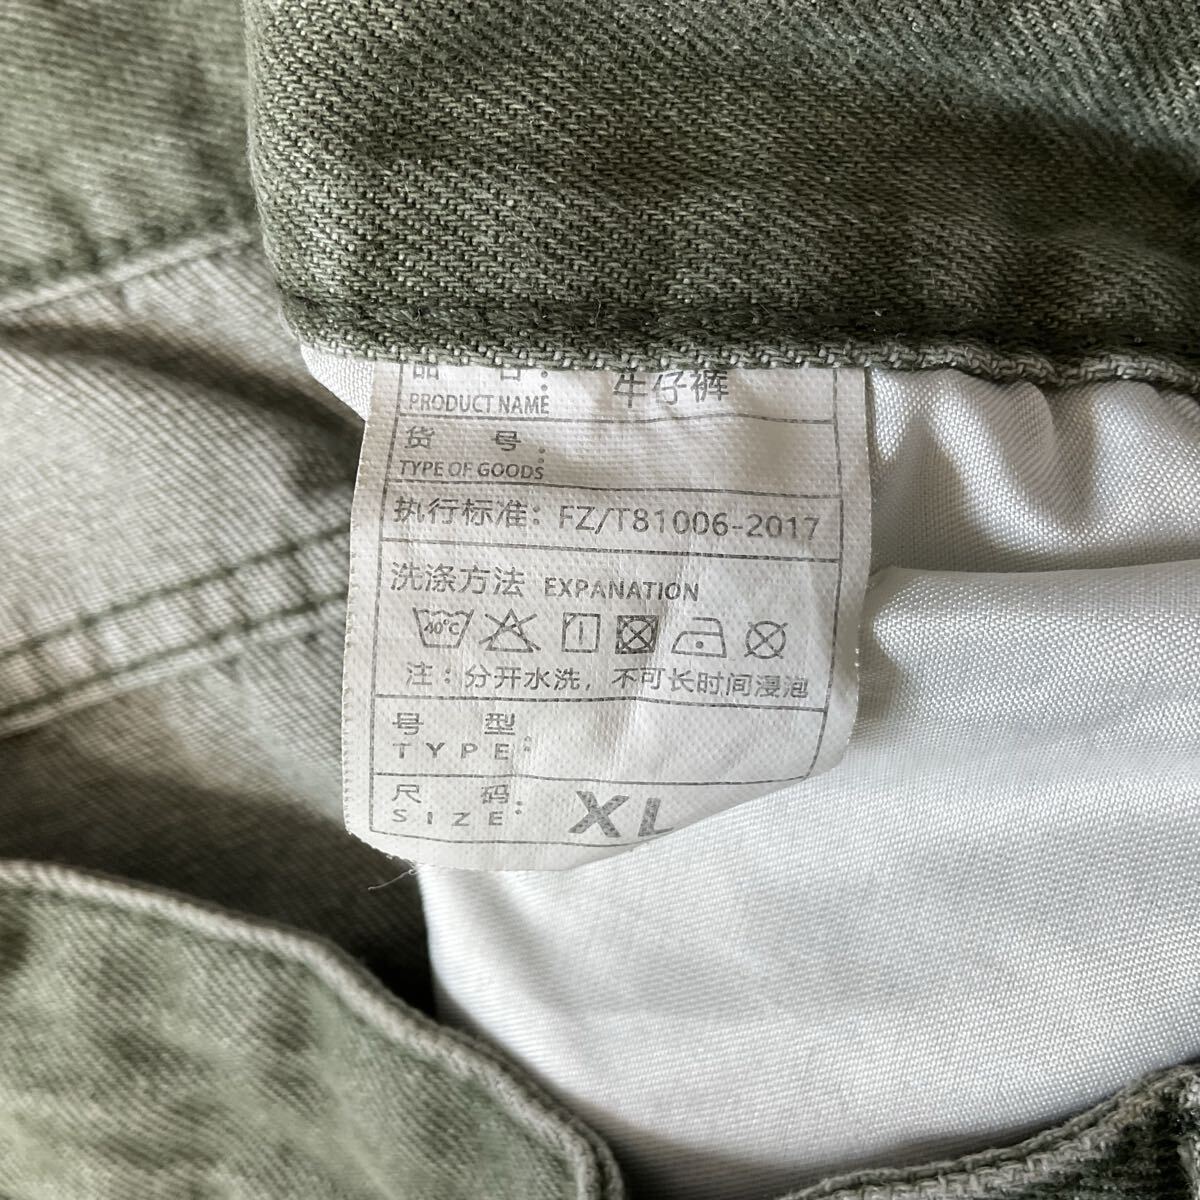 品 名： 牛仔裤
PRODUCT NAME
货 号：
TYPE OF GOODS
执行标准：FZ/T81006-2017
洗涤方法 EXPANATION
40°C
注：分开水洗，不可长时间浸泡
号 型：
TYPE
尺 码：
SIZE XL